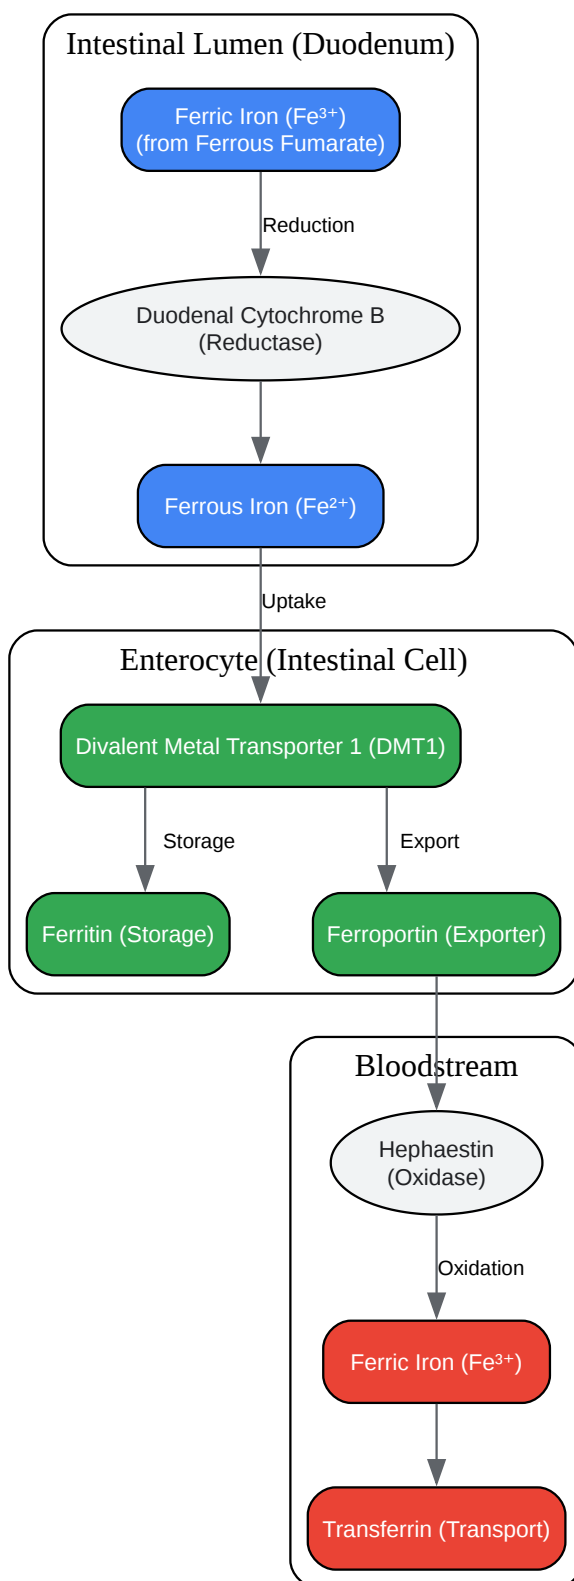 Intestinal Lumen (Duodenum)
Ferric Iron (Fe³⁺)
(from Ferrous Fumarate)
Reduction
Duodenal Cytochrome B
(Reductase)
Ferrous Iron (Fe²⁺)
Uptake
Enterocyte (Intestinal Cell)
Divalent Metal Transporter 1 (DMT1)
Storage
Export
Ferritin (Storage)
Ferroportin (Exporter)
Bloodstream
Hephaestin
(Oxidase)
Oxidation
Ferric Iron (Fe³⁺)
Transferrin (Transport)